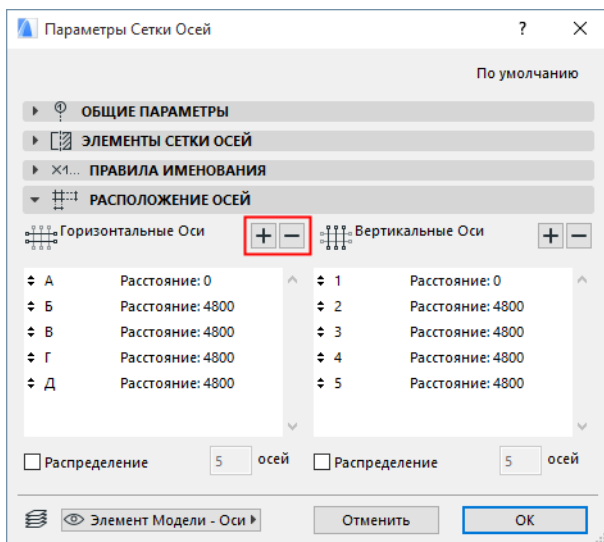 Параметры Сетки Осей ?
По умолчанию
ОБЩИЕ ПАРАМЕТРЫ
ЭЛЕМЕНТЫ СЕТКИ ОСЕЙ
X1... ПРАВИЛА ИМЕНОВАНИЯ
РАСПОЛОЖЕНИЕ ОСЕЙ
Горизонтальные Оси + − Вертикальные Оси + −
А Расстояние: 0 1 Расстояние: 0
Б Расстояние: 4800 2 Расстояние: 4800
В Расстояние: 4800 3 Расстояние: 4800
Г Расстояние: 4800 4 Расстояние: 4800
Д Расстояние: 4800 5 Расстояние: 4800
Распределение 5 осей Распределение 5 осей
Элемент Модели - Оси Отменить ОК